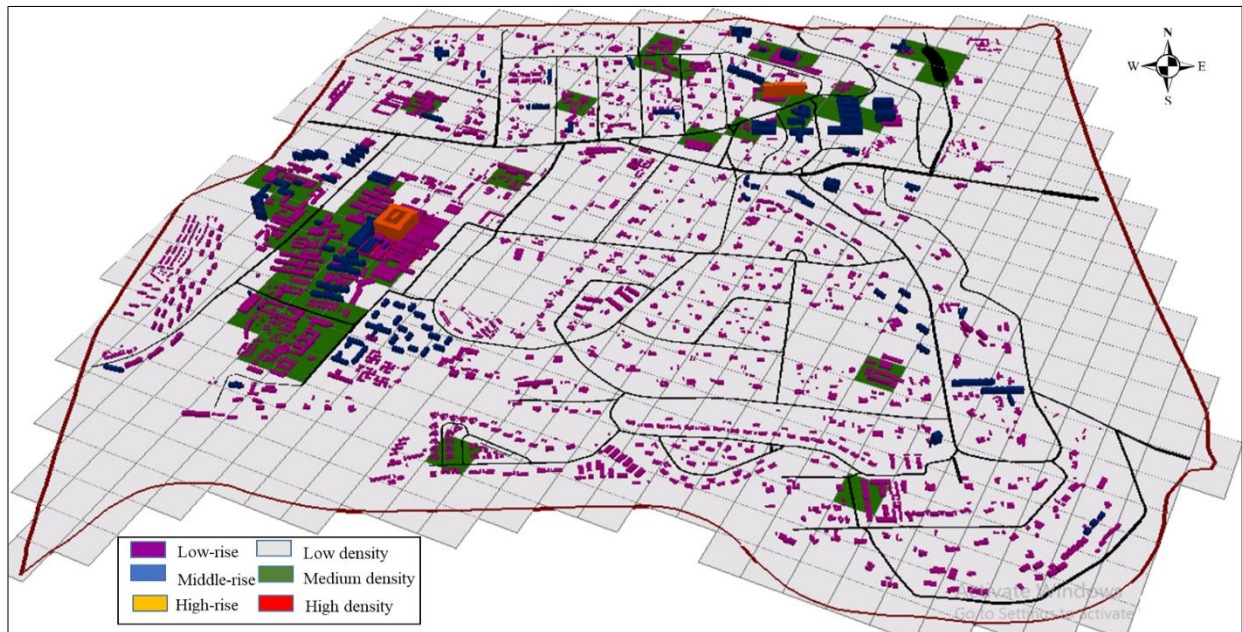 N
W E
S
Low-rise Low density
Middle-rise Medium density
High-rise High density
Activate Windows
Go to Settings to activate